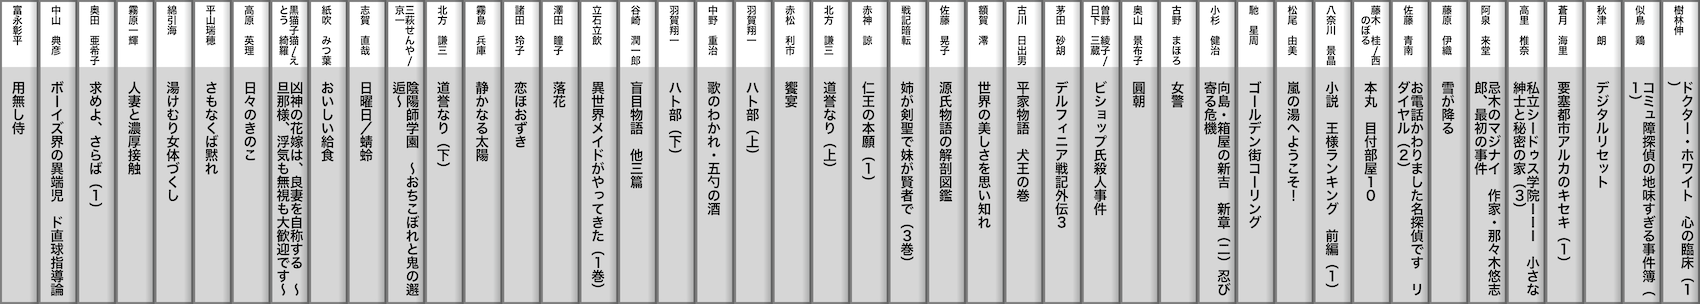 樹林伸
ドクター・ホワイト　心の臨床（１
）
似鳥　鶏
コミュ障探偵の地味すぎる事件簿（
１）
秋津　朗
デジタルリセット
蒼月　海里
要塞都市アルカのキセキ（１）
高里　椎奈
私立シードゥス学院ーーー　小さな
紳士と秘密の家（３）
阿泉　来堂
忌木のマジナイ　作家・那々木悠志
郎、最初の事件
藤原　伊織
雪が降る
佐藤　青南
お電話かわりました名探偵です　リ
ダイヤル（２）
藤木　桂/西
のぼる
本丸　目付部屋１０
八奈川　景晶
小説　王様ランキング　前編（１）
松尾　由美
嵐の湯へようこそ！
馳　星周
ゴールデン街コーリング
小杉　健治
向島・箱屋の新吉　新章（二）忍び
寄る危機
古野　まほろ
女警
奥山　景布子
圓朝
曽野　綾子/
日下　三蔵
ビショップ氏殺人事件
茅田　砂胡
デルフィニア戦記外伝３
古川　日出男
平家物語　犬王の巻
額賀　澪
世界の美しさを思い知れ
佐藤　晃子
源氏物語の解剖図鑑
戦記暗転
姉が剣聖で妹が賢者で（３巻）
赤神　諒
仁王の本願（１）
北方　謙三
道誉なり（上）
赤松　利市
饗宴
羽賀翔一
ハト部（上）
中野　重治
歌のわかれ・五勺の酒
羽賀翔一
ハト部（下）
谷崎　潤一郎
盲目物語　他三篇
立石立飲
異世界メイドがやってきた（１巻）
澤田　瞳子
落花
諸田　玲子
恋ほおずき
霧島　兵庫
静かなる太陽
北方　謙三
道誉なり（下）
三萩せんや/
京一
陰陽師学園　～おちこぼれと鬼の邂
逅～
志賀　直哉
日曜日／蜻蛉
紙吹　みつ葉
おいしい給食
黒猫子猫/え
とう　綺羅
凶神の花嫁は、良妻を自称する　～
旦那様、浮気も無視も大歓迎です～
高原　英理
日々のきのこ
平山瑞穂
さもなくば黙れ
綿引海
湯けむり女体づくし
霧原一輝
人妻と濃厚接触
奥田　亜希子
求めよ、さらば（１）
中山　典彦
ボーイズ界の異端児　ド直球指導論
富永彰平
用無し侍